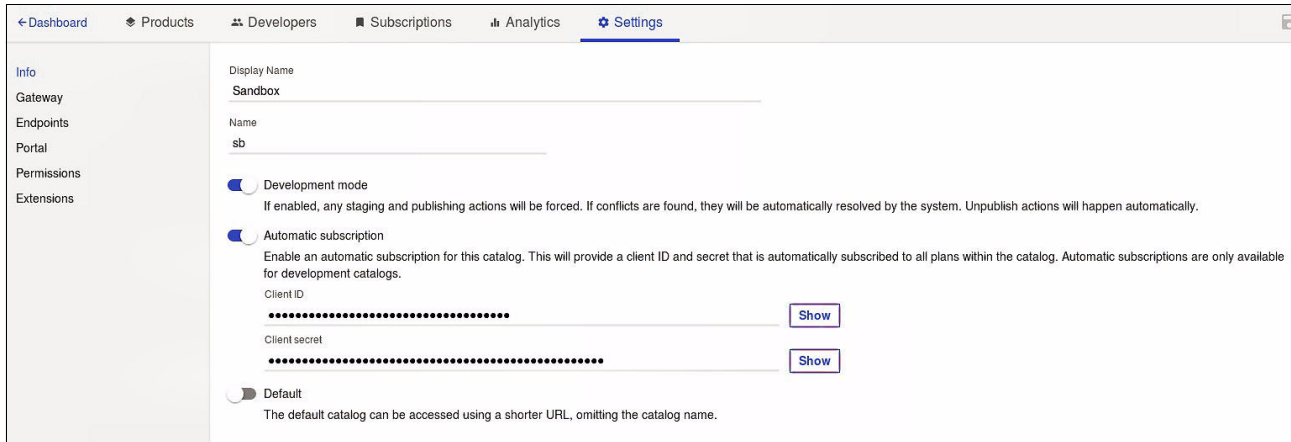 Dashboard Products Developers Subscriptions Analytics Settings
Info
Gateway
Endpoints
Portal
Permissions
Extensions
Display Name
Sandbox
Name
sb
Development mode
If enabled, any staging and publishing actions will be forced. If conflicts are found, they will be automatically resolved by the system. Unpublish actions will happen automatically.
Automatic subscription
Enable an automatic subscription for this catalog. This will provide a client ID and secret that is automatically subscribed to all plans within the catalog. Automatic subscriptions are only available
for development catalogs.
Client ID
Show
Client secret
Show
Default
The default catalog can be accessed using a shorter URL, omitting the catalog name.